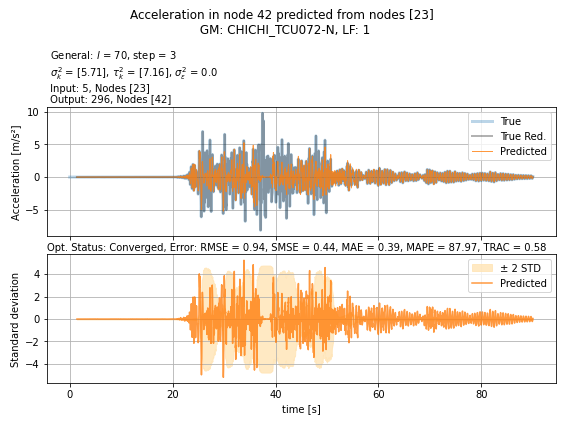 Acceleration in node 42 predicted from nodes [23]
GM: CHICHI_TCU072-N, LF: 1
General: l = 70, step = 3
σ²ₖ = [5.71], τ²ₖ = [7.16], σ²ε = 0.0
Input: 5, Nodes [23]
Output: 296, Nodes [42]
10
5
0
−5
Acceleration [m/s²]
True
True Red.
Predicted
Opt. Status: Converged, Error: RMSE = 0.94, SMSE = 0.44, MAE = 0.39, MAPE = 87.97, TRAC = 0.58
4
2
0
−2
−4
Standard deviation
± 2 STD
Predicted
0 20 40 60 80
time [s]